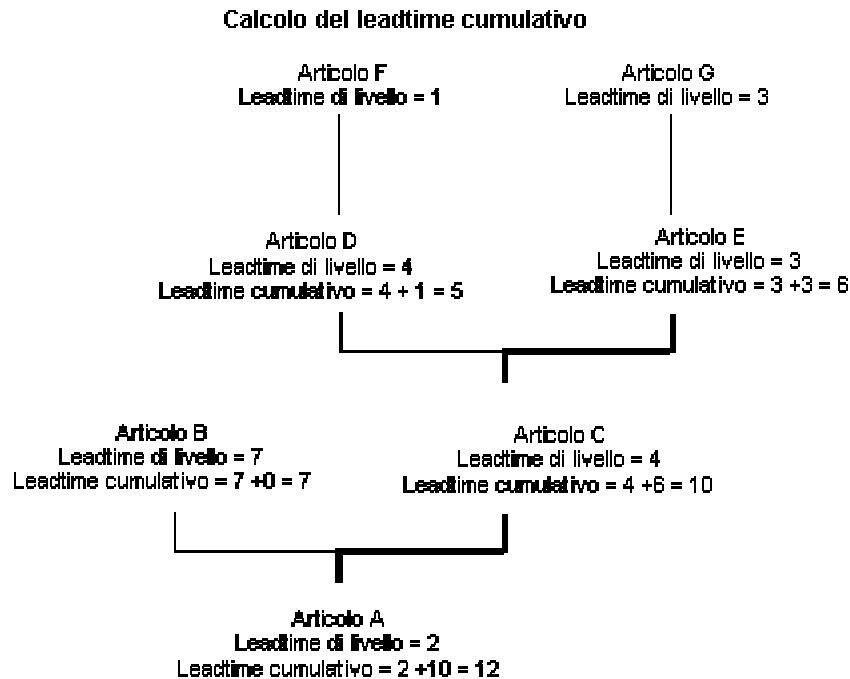 Calcolo del leadtime cumulativo
Articolo F
Leadtime di livello = 1
Articolo G
Leadtime di livello = 3
Articolo D
Leadtime di livello = 4
Leadtime cumulativo = 4 + 1 = 5
Articolo E
Leadtime di livello = 3
Leadtime cumulativo = 3 +3 = 6
Articolo B
Leadtime di livello = 7
Leadtime cumulativo = 7 +0 = 7
Articolo C
Leadtime di livello = 4
Leadtime cumulativo = 4 +6 = 10
Articolo A
Leadtime di livello = 2
Leadtime cumulativo = 2 +10 = 12